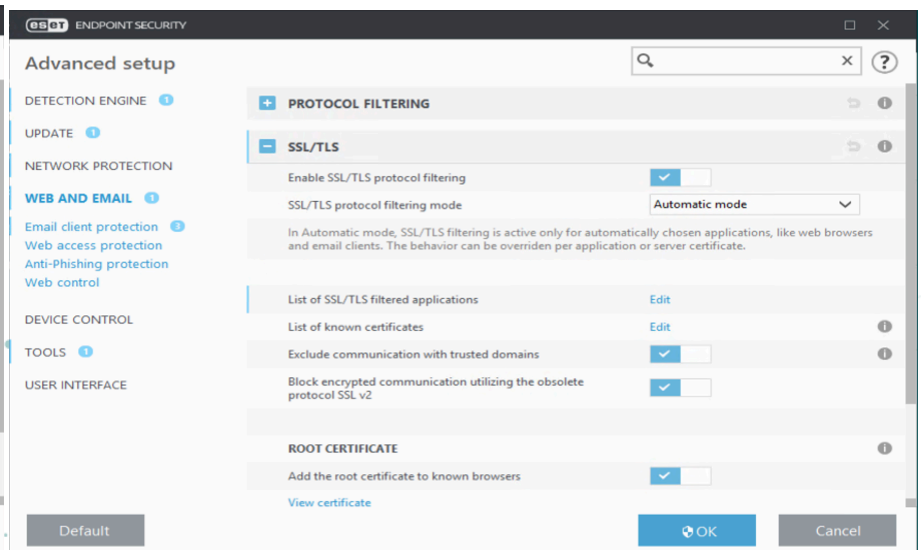 eset ENDPOINT SECURITY
Advanced setup
?
DETECTION ENGINE 1
UPDATE 1
NETWORK PROTECTION
WEB AND EMAIL 1
Email client protection 3
Web access protection
Anti-Phishing protection
Web control
DEVICE CONTROL
TOOLS 1
USER INTERFACE
PROTOCOL FILTERING
SSL/TLS
Enable SSL/TLS protocol filtering
SSL/TLS protocol filtering mode Automatic mode
In Automatic mode, SSL/TLS filtering is active only for automatically chosen applications, like web browsers
and email clients. The behavior can be overriden per application or server certificate.
List of SSL/TLS filtered applications Edit
List of known certificates Edit
Exclude communication with trusted domains
Block encrypted communication utilizing the obsolete
protocol SSL v2
ROOT CERTIFICATE
Add the root certificate to known browsers
View certificate
Default OK Cancel